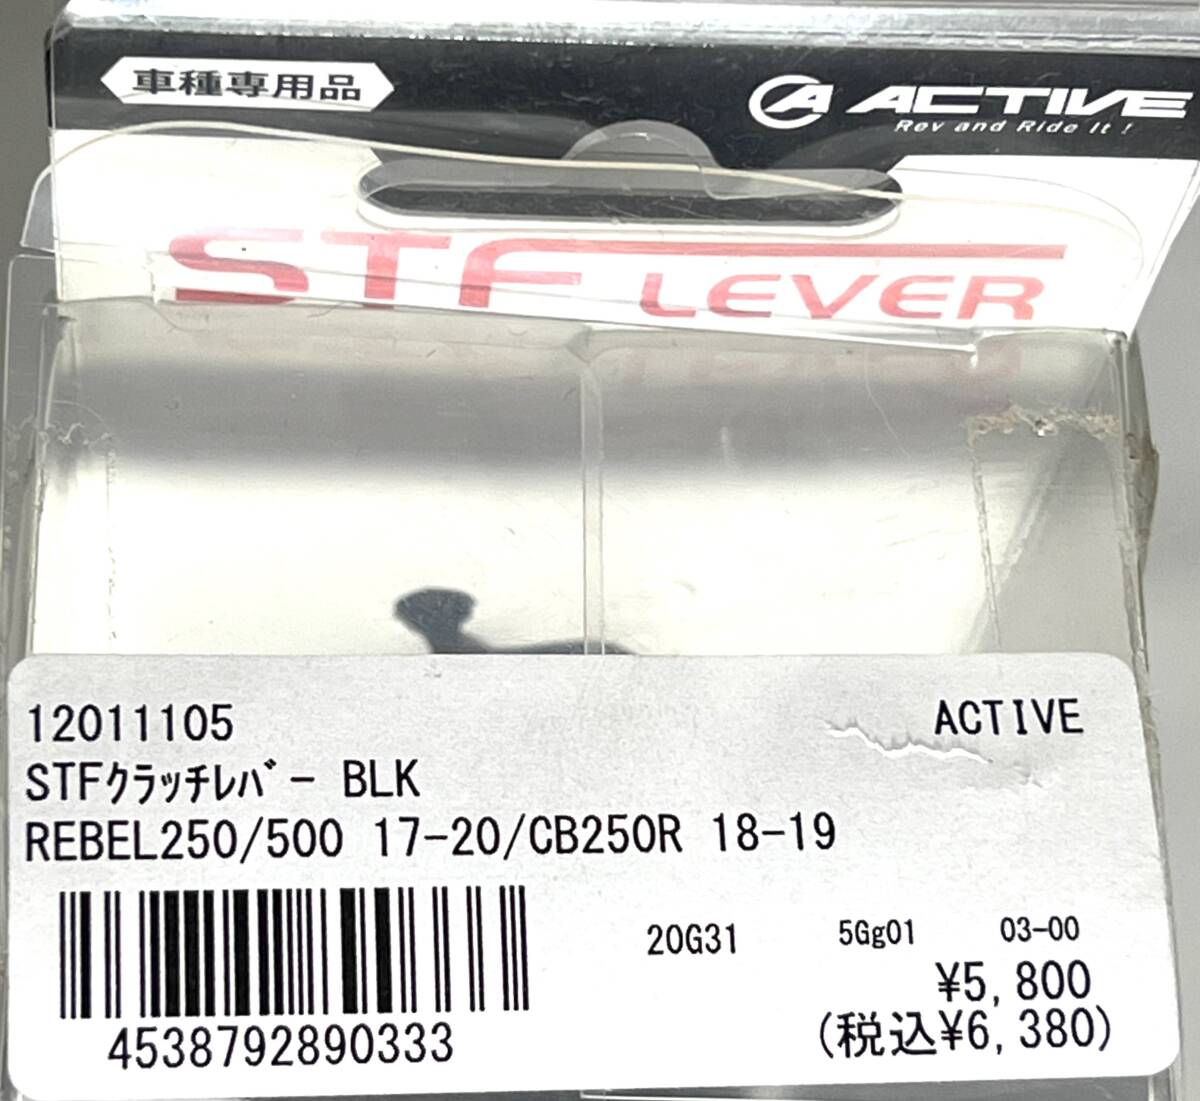 車種専用品
ACTIVE
Rev and Ride It !
STF LEVER
12011105 ACTIVE
STFｸﾗｯﾁﾚﾊﾞｰ BLK
REBEL250/500 17-20/CB250R 18-19
20G31 5Gg01 03-00
¥5,800
(税込¥6,380)
4538792890333